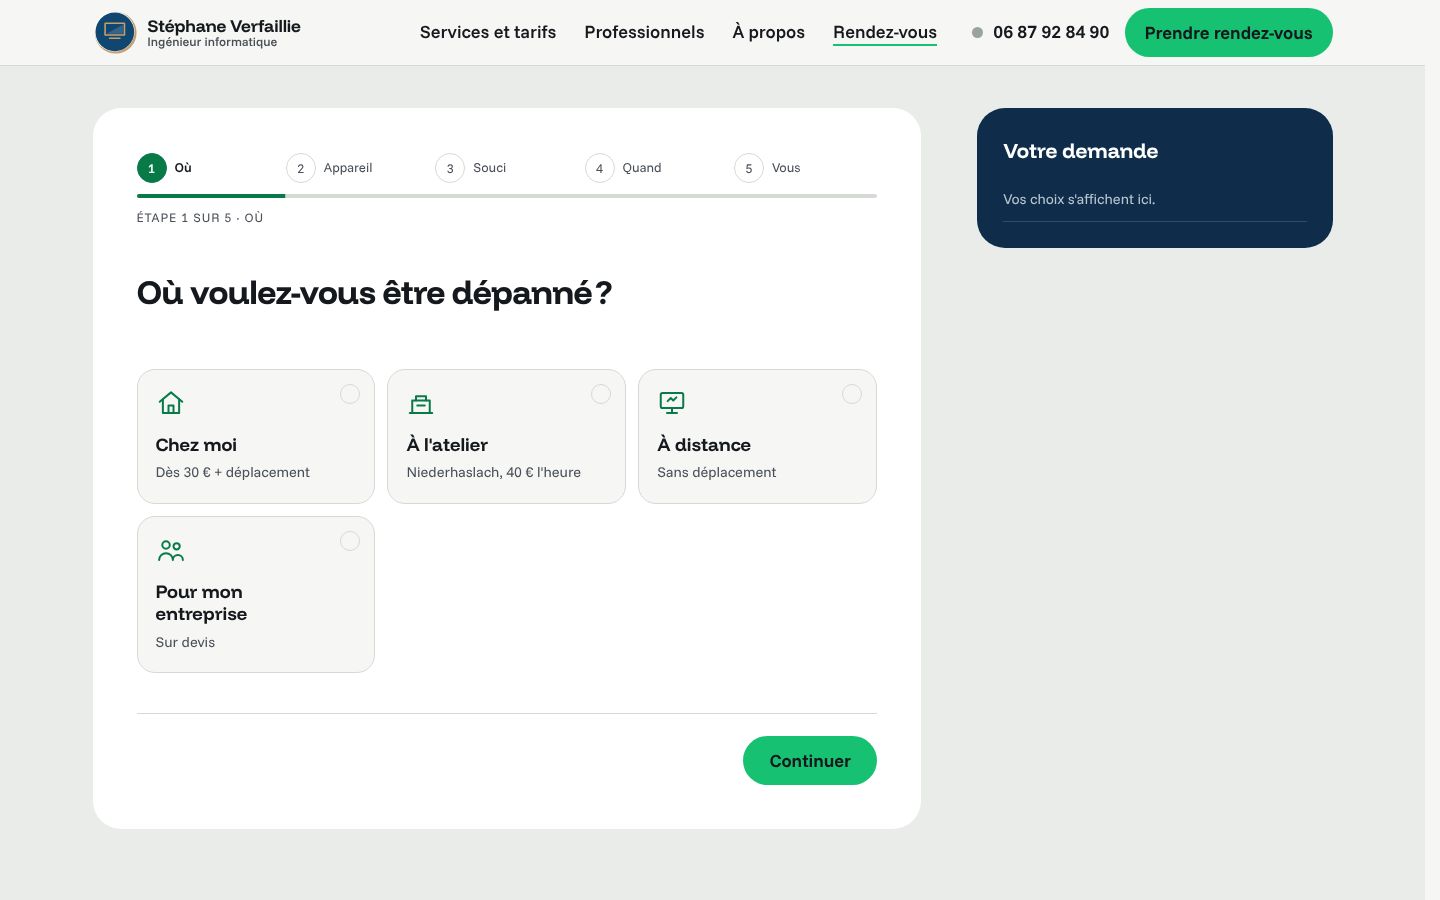 Stéphane Verfaillie
Ingénieur informatique
Services et tarifs
Professionnels
À propos
Rendez-vous
06 87 92 84 90
Prendre rendez-vous
1 Où
2 Appareil
3 Souci
4 Quand
5 Vous
ÉTAPE 1 SUR 5 · OÙ
Où voulez-vous être dépanné ?
Chez moi
Dès 30 € + déplacement
À l'atelier
Niederhaslach, 40 € l'heure
À distance
Sans déplacement
Pour mon
entreprise
Sur devis
Continuer
Votre demande
Vos choix s'affichent ici.